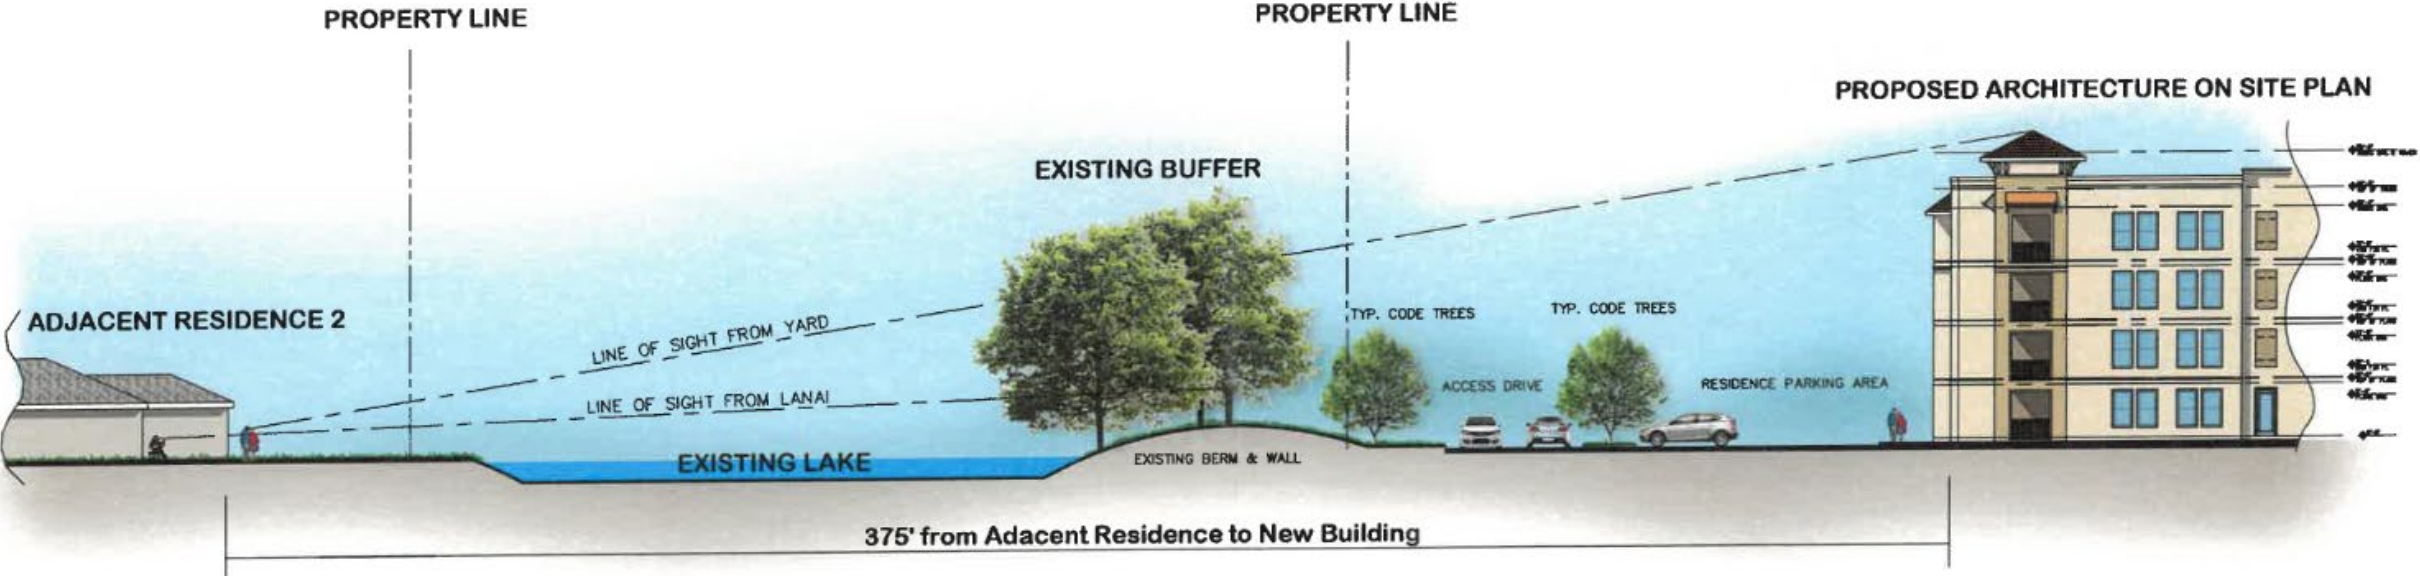 PROPERTY LINE
PROPERTY LINE
PROPOSED ARCHITECTURE ON SITE PLAN
EXISTING BUFFER
ADJACENT RESIDENCE 2
LINE OF SIGHT FROM YARD
LINE OF SIGHT FROM LANAI
TYP. CODE TREES
TYP. CODE TREES
ACCESS DRIVE
RESIDENCE PARKING AREA
EXISTING LAKE
EXISTING BERM & WALL
375' from Adacent Residence to New Building